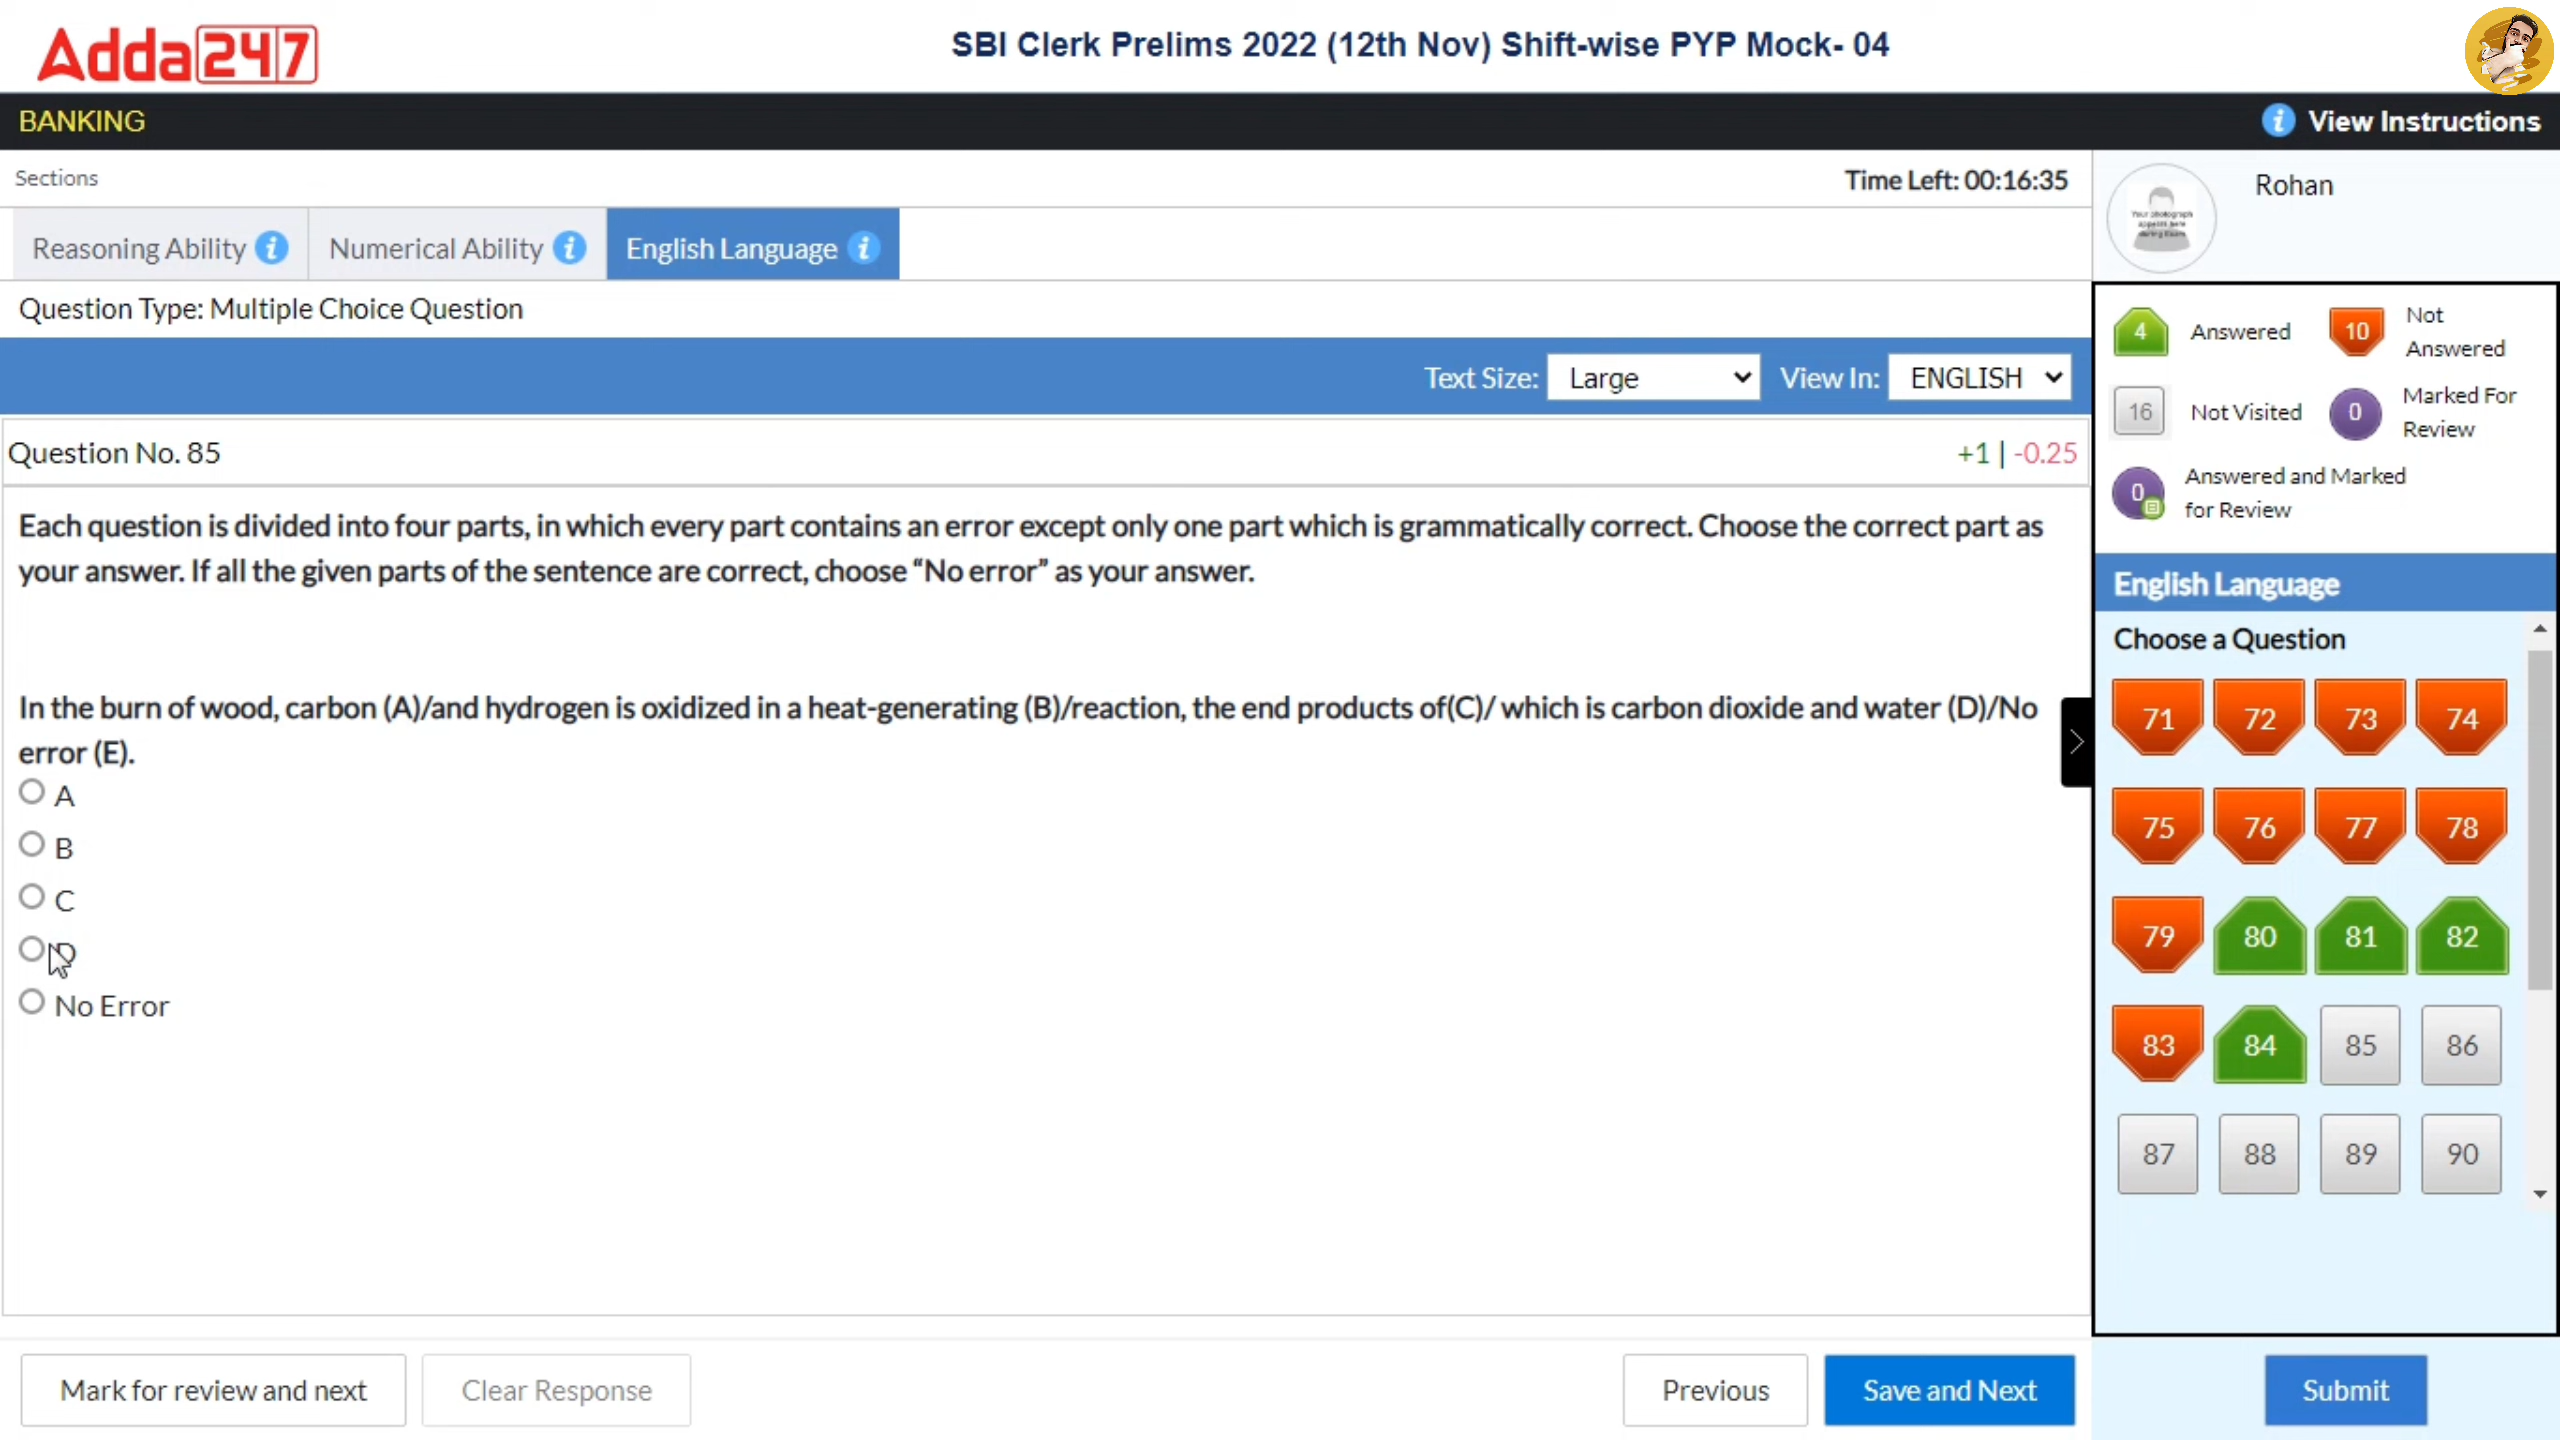 Adda247
SBI Clerk Prelims 2022 (12th Nov) Shift-wise PYP Mock- 04
BANKING
View Instructions
Sections
Time Left: 00:16:35
Rohan
Reasoning Ability
Numerical Ability
English Language
Question Type: Multiple Choice Question
Text Size: Large View In: ENGLISH
Question No. 85
+1 | -0.25
Each question is divided into four parts, in which every part contains an error except only one part which is grammatically correct. Choose the correct part as
your answer. If all the given parts of the sentence are correct, choose “No error” as your answer.
In the burn of wood, carbon (A)/and hydrogen is oxidized in a heat-generating (B)/reaction, the end products of(C)/ which is carbon dioxide and water (D)/No
error (E).
A
B
C
D
No Error
Mark for review and next
Clear Response
Previous
Save and Next
Your photograph
appears here
during Exam
4 Answered
10 Not
Answered
16 Not Visited
0 Marked For
Review
0 Answered and Marked
for Review
English Language
Choose a Question
71 72 73 74
75 76 77 78
79 80 81 82
83 84 85 86
87 88 89 90
Submit